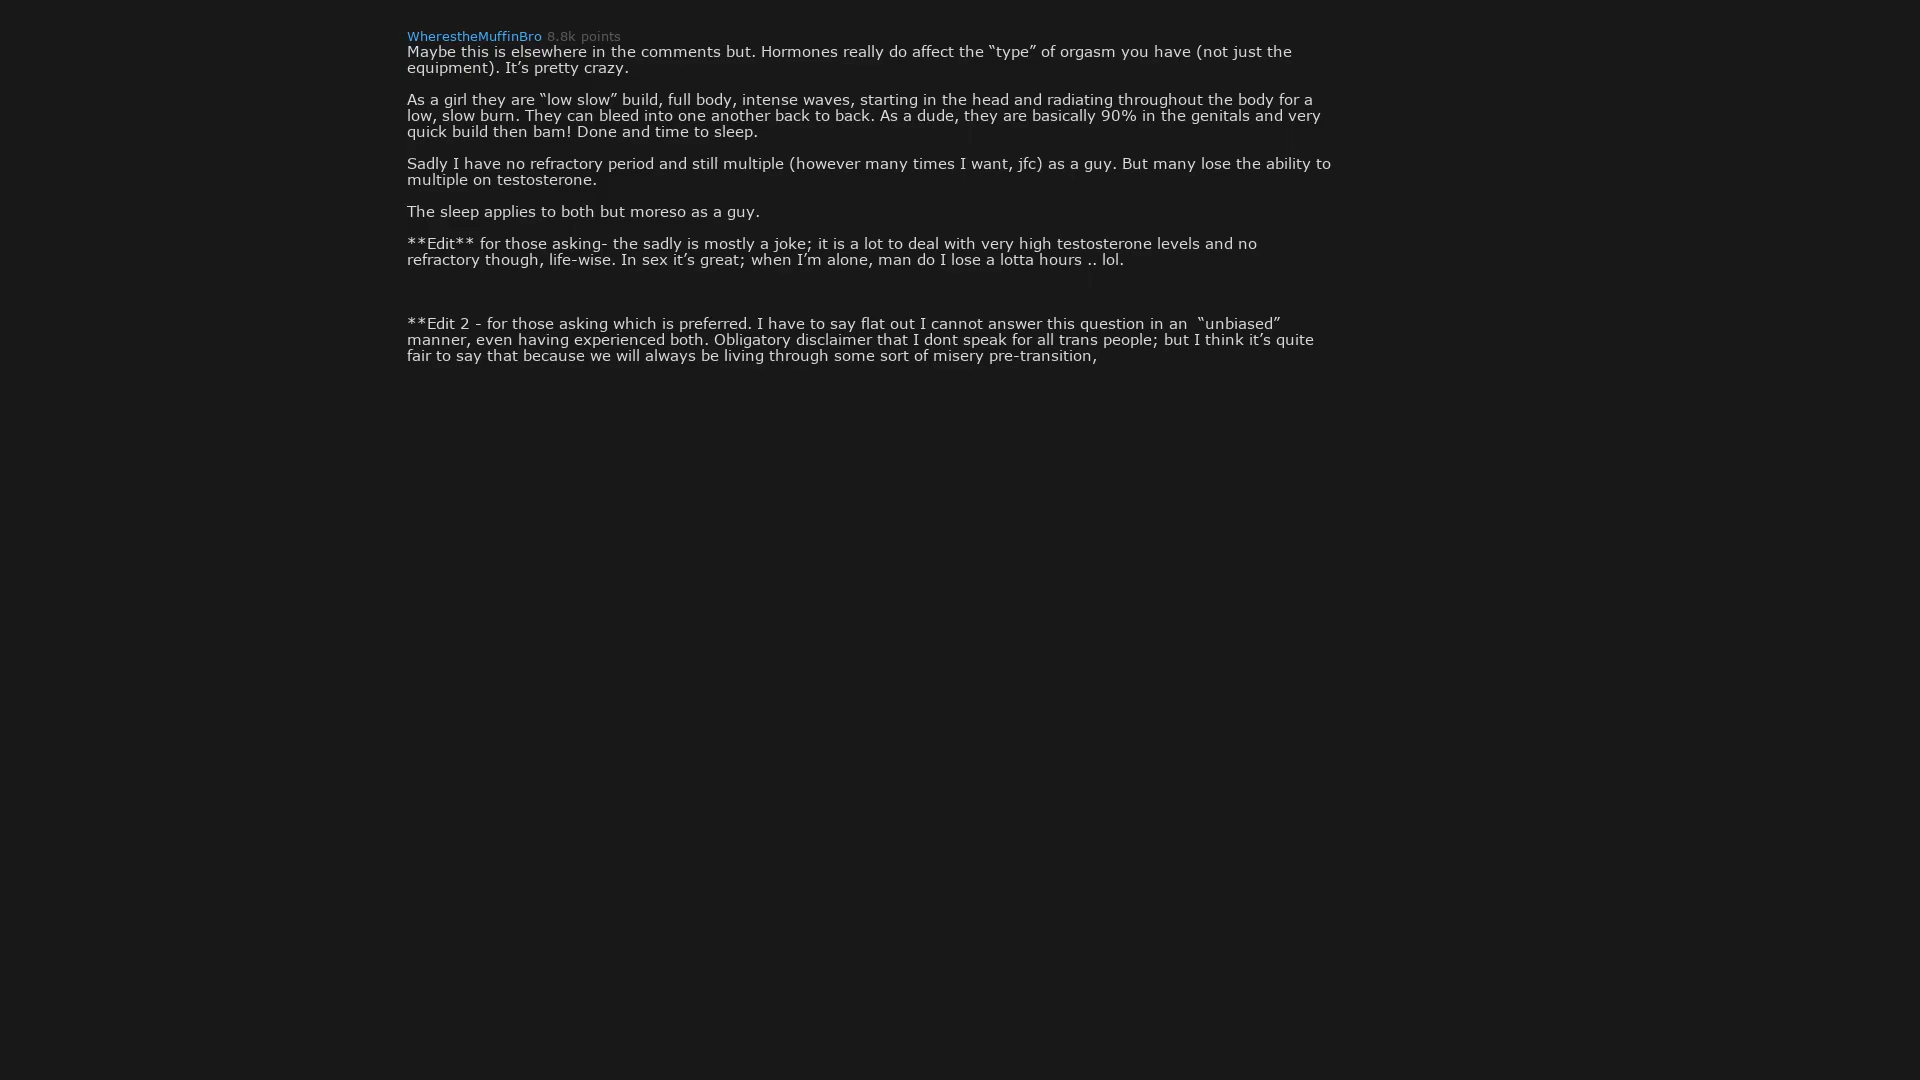 WherestheMuffinBro 8.8k points
Maybe this is elsewhere in the comments but. Hormones really do affect the “type” of orgasm you have (not just the
equipment). It’s pretty crazy.
As a girl they are “low slow” build, full body, intense waves, starting in the head and radiating throughout the body for a
low, slow burn. They can bleed into one another back to back. As a dude, they are basically 90% in the genitals and very
quick build then bam! Done and time to sleep.
Sadly I have no refractory period and still multiple (however many times I want, jfc) as a guy. But many lose the ability to
multiple on testosterone.
The sleep applies to both but moreso as a guy.
**Edit** for those asking- the sadly is mostly a joke; it is a lot to deal with very high testosterone levels and no
refractory though, life-wise. In sex it’s great; when I’m alone, man do I lose a lotta hours .. lol.
**Edit 2 - for those asking which is preferred. I have to say flat out I cannot answer this question in an  “unbiased”
manner, even having experienced both. Obligatory disclaimer that I dont speak for all trans people; but I think it’s quite
fair to say that because we will always be living through some sort of misery pre-transition,